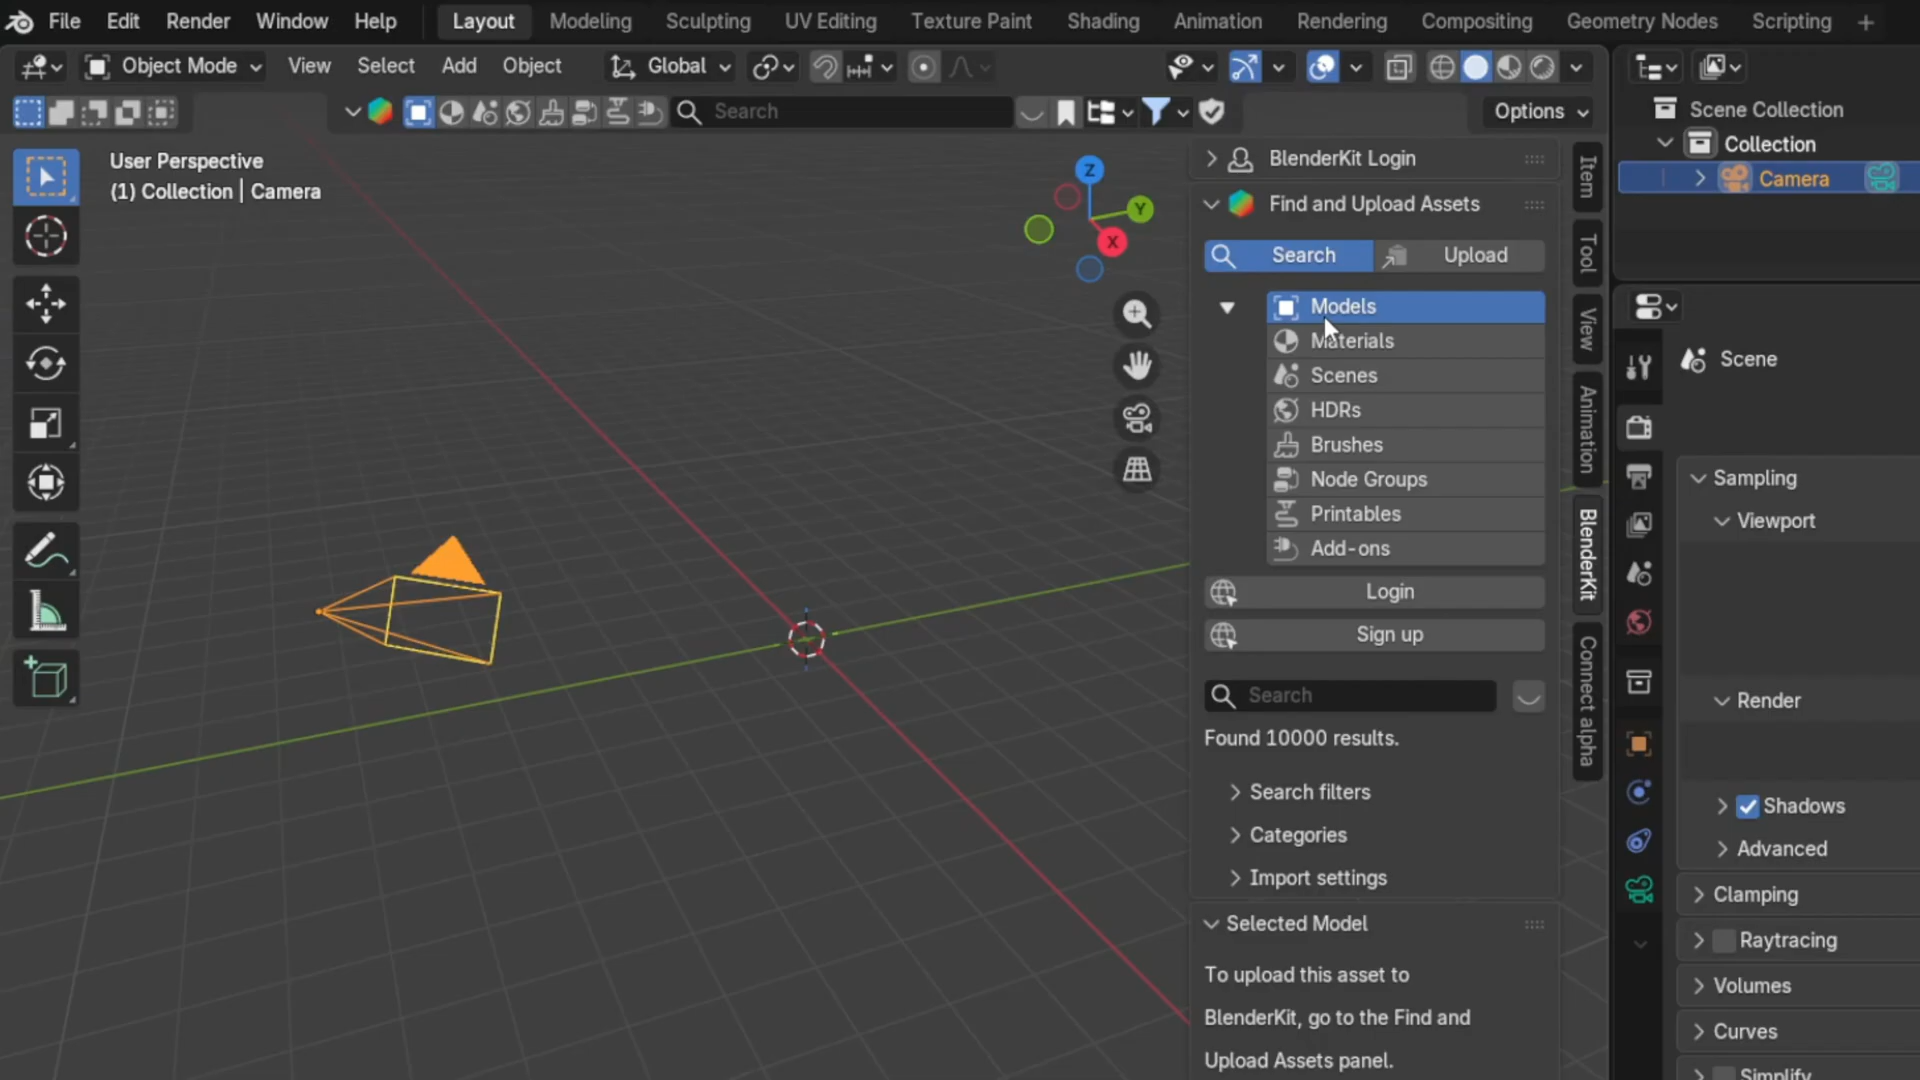 File Edit Render Window Help Layout Modeling Sculpting UV Editing Texture Paint Shading Animation Rendering Compositing Geometry Nodes Scripting +
Object Mode View Select Add Object Global
Search Options
User Perspective
(1) Collection | Camera
Z
Y
X
BlenderKit Login
Find and Upload Assets
Search Upload
Models
Materials
Scenes
HDRs
Brushes
Node Groups
Printables
Add-ons
Login
Sign up
Search
Found 10000 results.
Search filters
Categories
Import settings
Selected Model
To upload this asset to
BlenderKit, go to the Find and
Upload Assets panel.
Item
Tool
View
Animation
BlenderKit
Connect alpha
Scene Collection
Collection
Camera
Scene
Sampling
Viewport
Render
Shadows
Advanced
Clamping
Raytracing
Volumes
Curves
Simplify